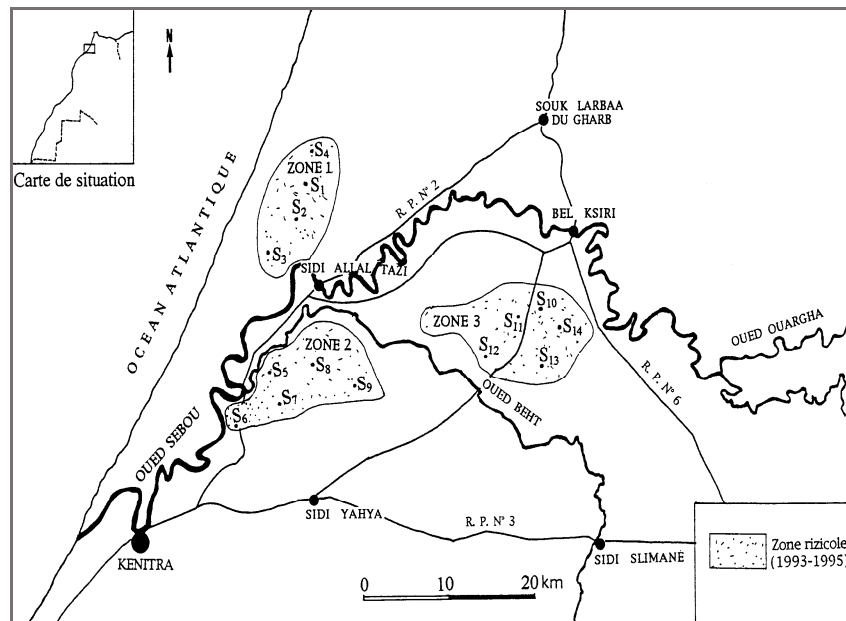 N
Carte de situation
OCEAN ATLANTIQUE
SOUK LARBAA
DU GHARB
S4
ZONE 1
S1
S2
S3
R. P. N° 2
BEL KSIRI
SIDI ALLAL TAZI
ZONE 3
S10
S11
S14
S12
S13
OUED OUARGHA
ZONE 2
S5
S8
S9
S7
S6
OUED BEHT
R. P. N° 6
OUED SEBOU
SIDI YAHYA
R. P. N° 3
KENITRA
SIDI SLIMANE
0 10 20 km
Zone rizicole
(1993-1995)